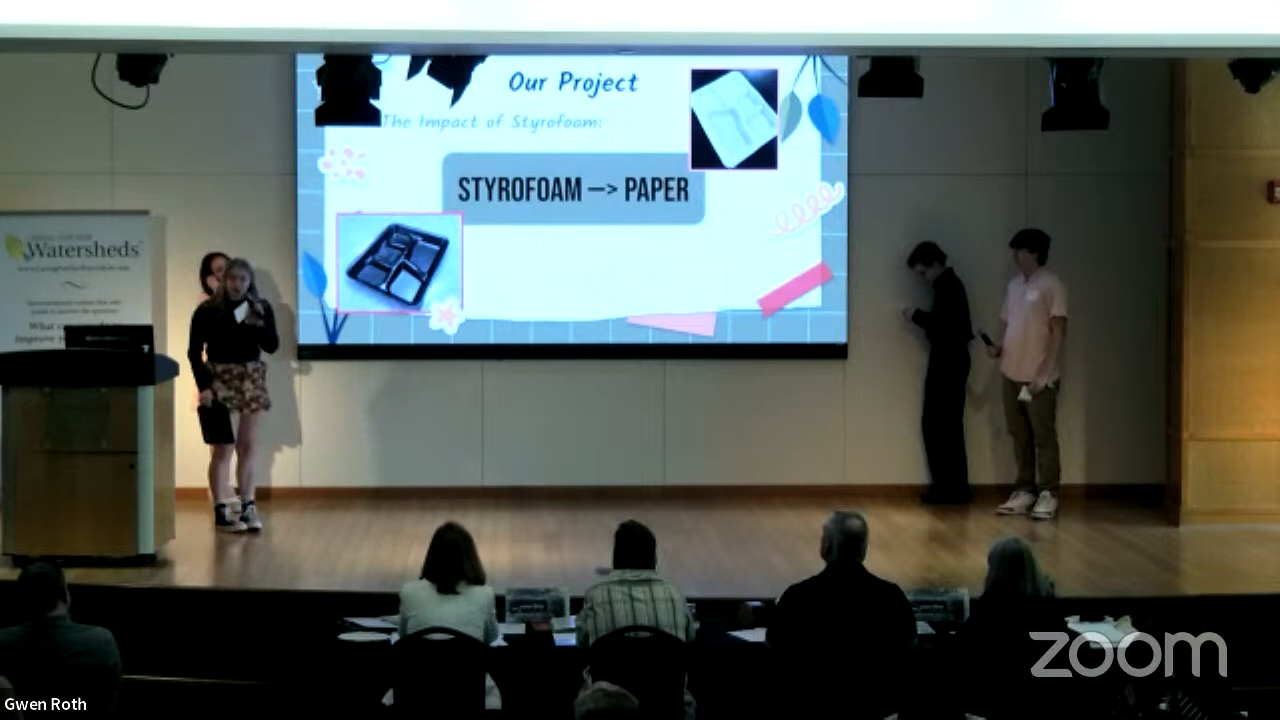 Our Project
The Impact of Styrofoam:
STYROFOAM —> PAPER
Watersheds
zoom
Gwen Roth